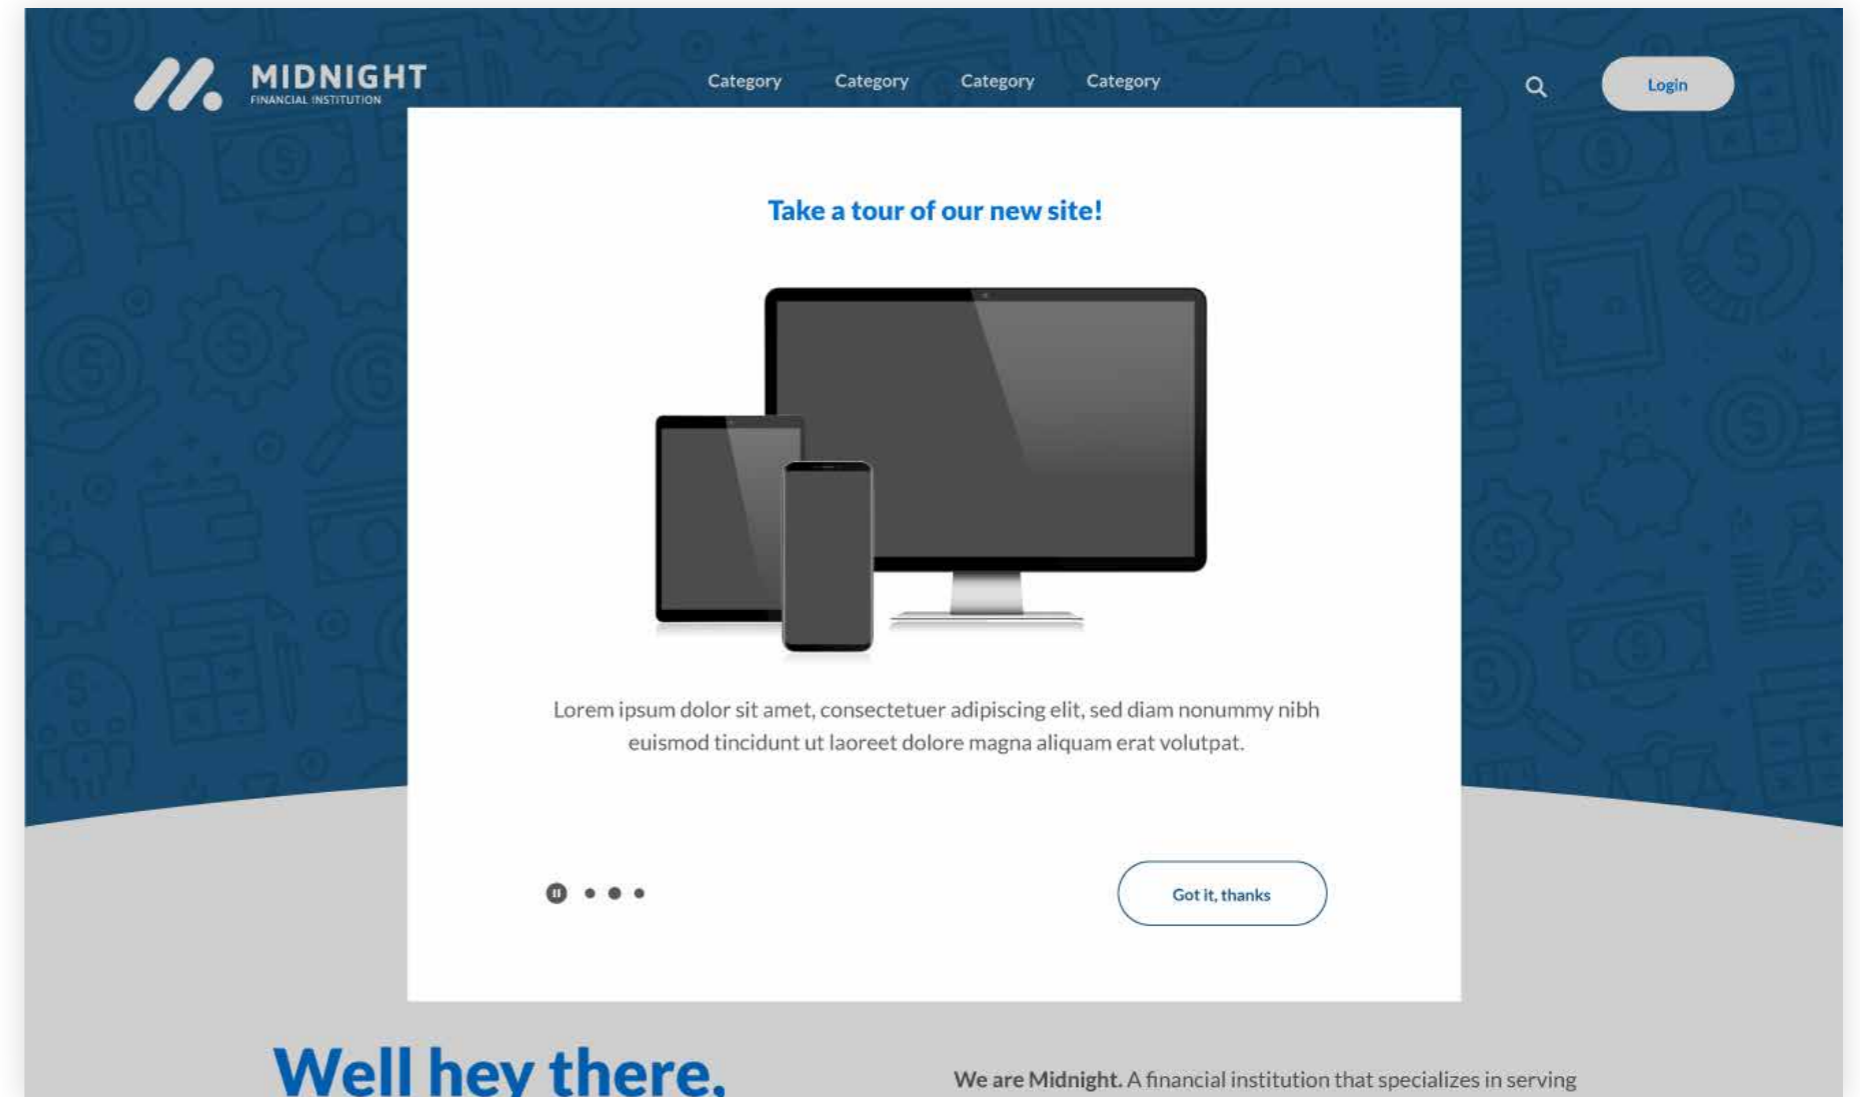 MIDNIGHT
FINANCIAL INSTITUTION
Category Category Category Category
Login
Take a tour of our new site!
Lorem ipsum dolor sit amet, consectetuer adipiscing elit, sed diam nonummy nibh
euismod tincidunt ut laoreet dolore magna aliquam erat volutpat.
Got it, thanks
Well hey there,
We are Midnight. A financial institution that specializes in serving